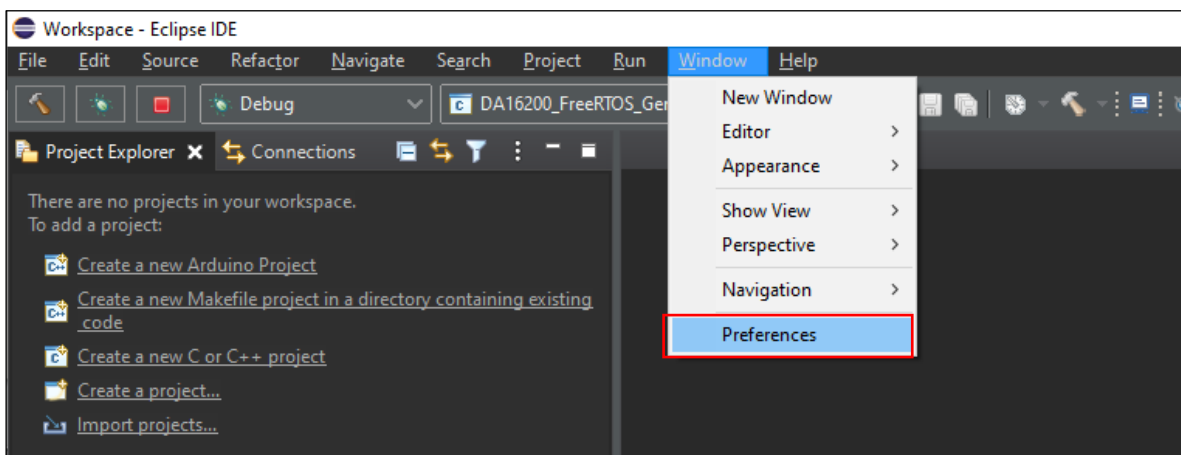 Workspace - Eclipse IDE
File Edit Source Refactor Navigate Search Project Run Window Help
Debug
DA16200_FreeRTOS_Ger
Project Explorer Connections
There are no projects in your workspace.
To add a project:
Create a new Arduino Project
Create a new Makefile project in a directory containing existing
code
Create a new C or C++ project
Create a project...
Import projects...
New Window
Editor
Appearance
Show View
Perspective
Navigation
Preferences